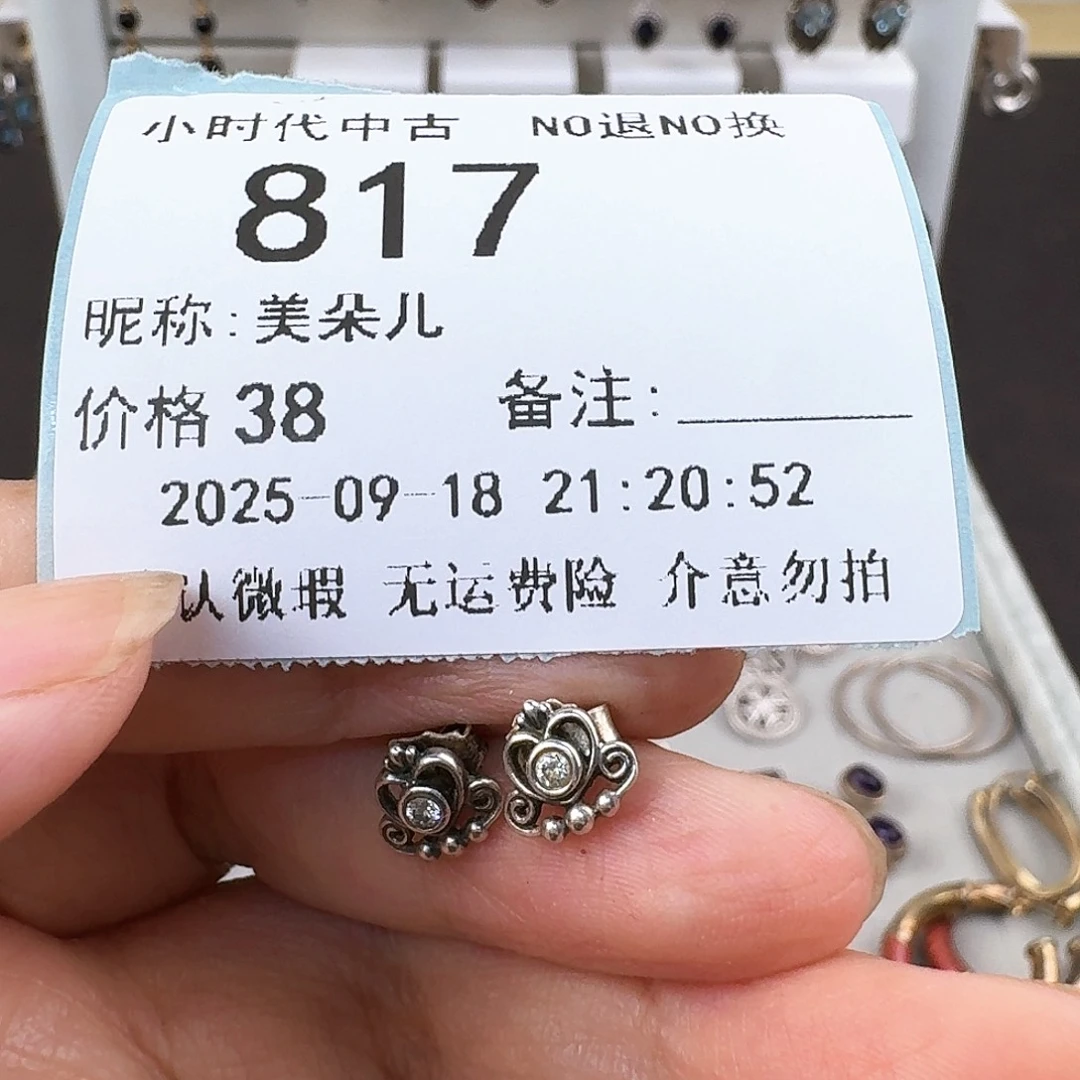 小时代中古 NO退NO换
817
昵称:美朵儿
价格 38 备注:
2025-09-18 21:20:52
认微瑕 无运费险 介意勿拍